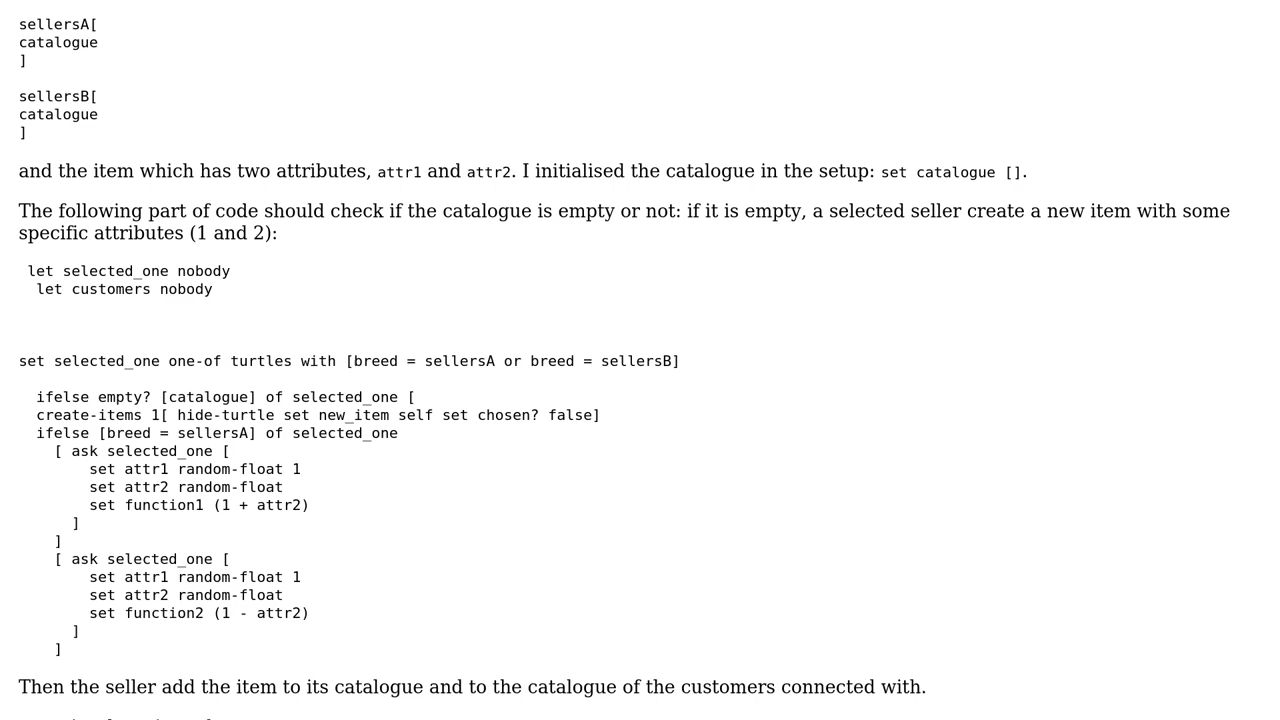 sellersA[
catalogue
]
sellersB[
catalogue
]
and the item which has two attributes, attr1 and attr2. I initialised the catalogue in the setup: set catalogue [].
The following part of code should check if the catalogue is empty or not: if it is empty, a selected seller create a new item with some
specific attributes (1 and 2):
let selected_one nobody
let customers nobody
set selected_one one-of turtles with [breed = sellersA or breed = sellersB]
ifelse empty? [catalogue] of selected_one [
create-items 1[ hide-turtle set new_item self set chosen? false]
ifelse [breed = sellersA] of selected_one
[ ask selected_one [
set attr1 random-float 1
set attr2 random-float
set function1 (1 + attr2)
]
]
[ ask selected_one [
set attr1 random-float 1
set attr2 random-float
set function2 (1 - attr2)
]
]
Then the seller add the item to its catalogue and to the catalogue of the customers connected with.